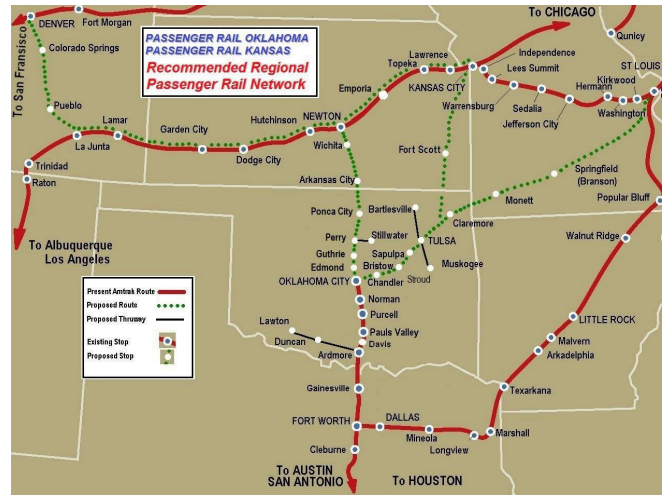 To CHICAGO
DENVER
Fort Morgan
PASSENGER RAIL OKLAHOMA
PASSENGER RAIL KANSAS
Recommended Regional
Passenger Rail Network
Qunicy
To San Fransisco
Colorado Springs
Lawrence
Topeka
Independence
Lees Summit
ST LOUIS
Kirkwood
Hermann
KANSAS CITY
Emporia
Warrensburg
Sedalia
Washington
Jefferson City
Pueblo
Lamar
Garden City
Hutchinson
NEWTON
Wichita
La Junta
Dodge City
Fort Scott
Trinidad
Raton
Arkansas City
Springfield
(Branson)
Monett
Popular Bluff
Ponca City
Bartlesville
Claremore
To Albuquerque
Los Angeles
Perry
Stillwater
TULSA
Walnut Ridge
Guthrie
Sapulpa
Edmond
Bristow
Muskogee
OKLAHOMA CITY
Chandler
Stroud
Present Amtrak Route
Proposed Route
Proposed Thruway
Existing Stop
Proposed Stop
Norman
Purcell
Pauls Valley
Davis
Lawton
Duncan
Ardmore
LITTLE ROCK
Malvern
Arkadelphia
Gainesville
Texarkana
FORT WORTH
DALLAS
Mineola
Longview
Marshall
Cleburne
To AUSTIN
SAN ANTONIO
To HOUSTON